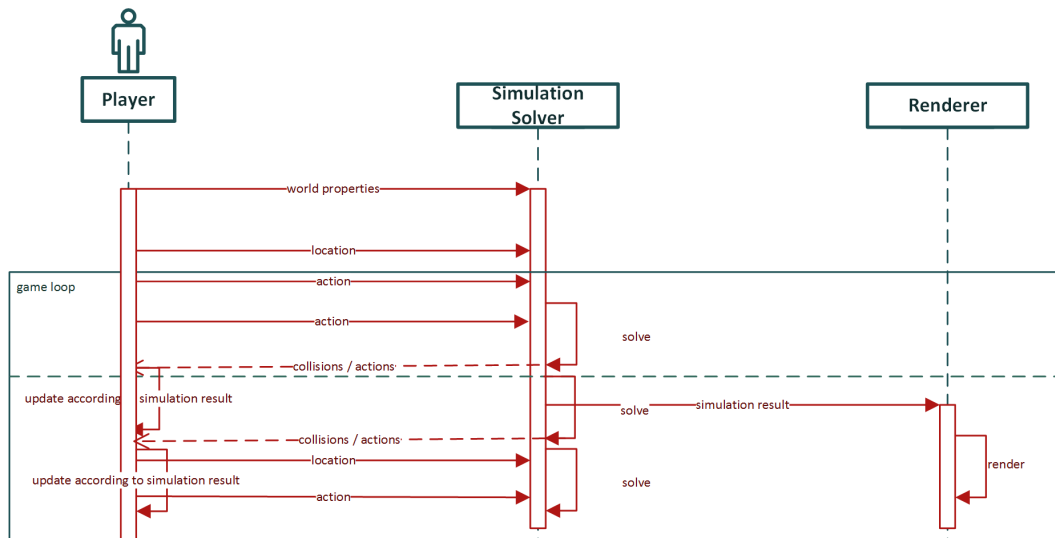 Player
Simulation
Solver
Renderer
world properties
location
game loop
action
action
solve
collisions / actions
update according
simulation result
solve
simulation result
collisions / actions
location
render
update according to simulation result
solve
action